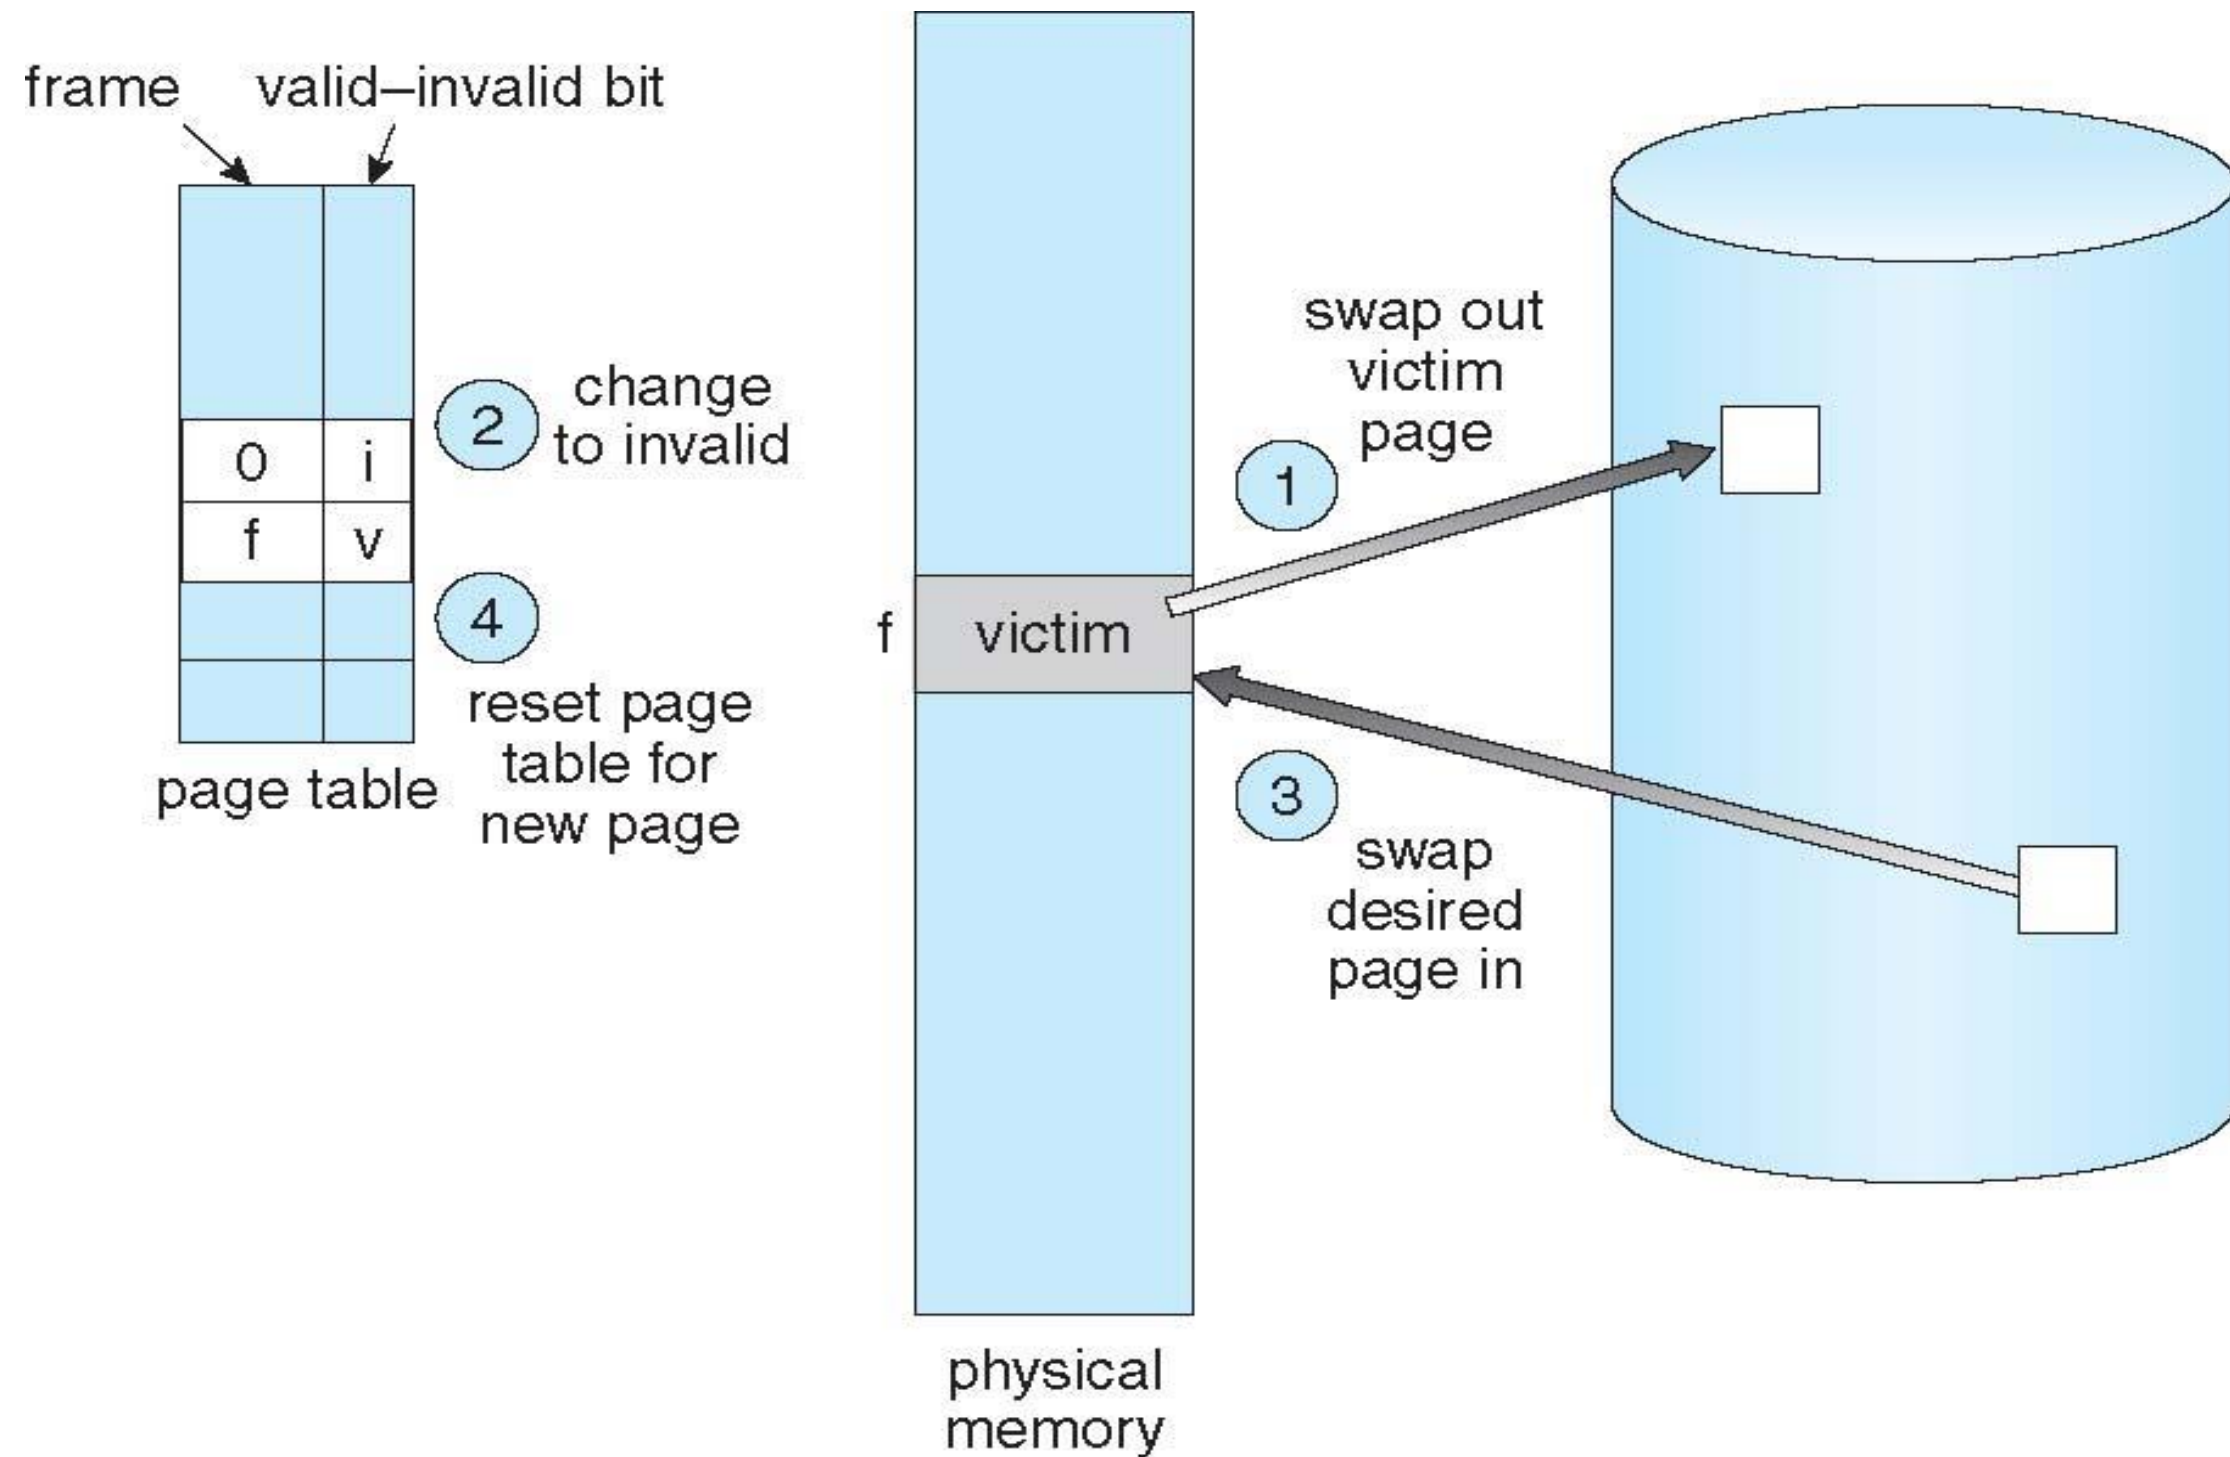 frame
valid–invalid bit
0 i
f v
page table
2
change
to invalid
4
reset page
table for
new page
f
victim
physical
memory
1
swap out
victim
page
3
swap
desired
page in